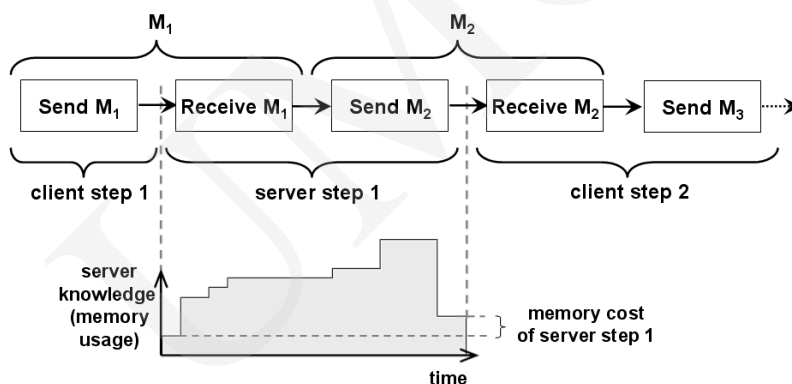 M₁
M₂
Send M₁
Receive M₁
Send M₂
Receive M₂
Send M₃
client step 1
server step 1
client step 2
server
knowledge
(memory
usage)
memory cost
of server step 1
time